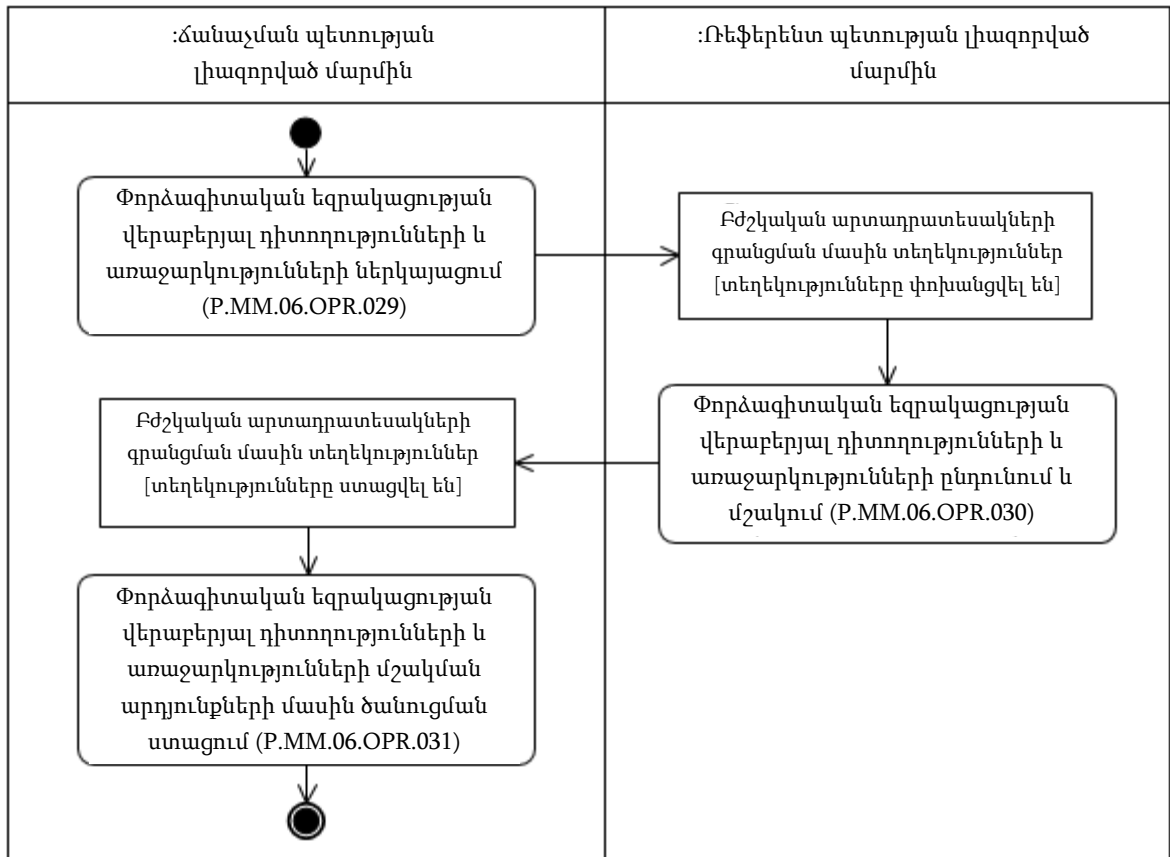 :Ճանաչման պետության
լիազորված մարմին
:Ռեֆերենտ պետության լիազորված
մարմին
Փորձագիտական եզրակացության
վերաբերյալ դիտողությունների և
առաջարկությունների ներկայացում
(P.MM.06.OPR.029)
Բժշկական արտադրատեսակների
գրանցման մասին տեղեկություններ
[տեղեկությունները փոխանցվել են]
Փորձագիտական եզրակացության
վերաբերյալ դիտողությունների և
առաջարկությունների ընդունում և
մշակում (P.MM.06.OPR.030)
Բժշկական արտադրատեսակների
գրանցման մասին տեղեկություններ
[տեղեկությունները ստացվել են]
Փորձագիտական եզրակացության
վերաբերյալ դիտողությունների և
առաջարկությունների մշակման
արդյունքների մասին ծանուցման
ստացում (P.MM.06.OPR.031)